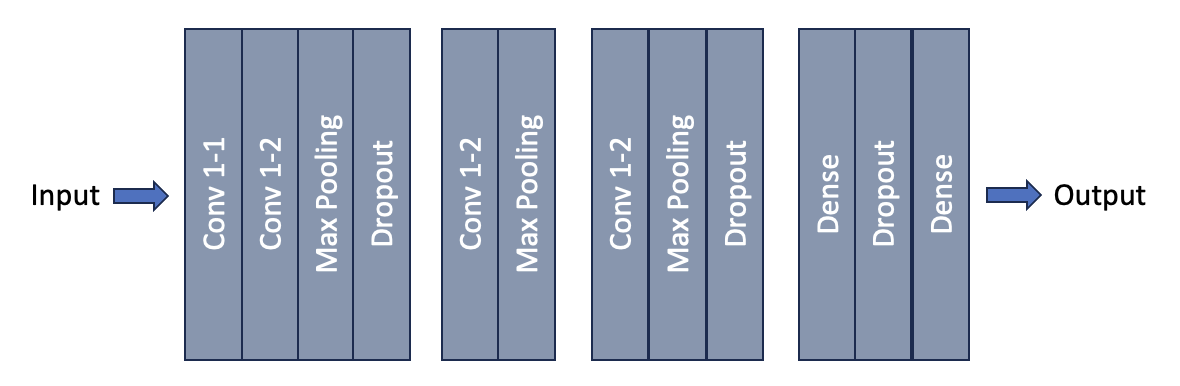 Input
Conv 1-1
Conv 1-2
Max Pooling
Dropout
Conv 1-2
Max Pooling
Conv 1-2
Max Pooling
Dropout
Dense
Dropout
Dense
Output